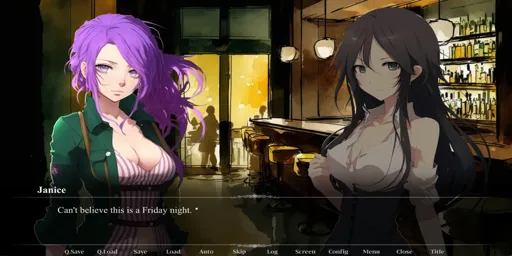 Janice
Can't believe this is a Friday night. *
Q.Save Q.Load Save Load Auto Skip Log Screen Config Menu Close Title